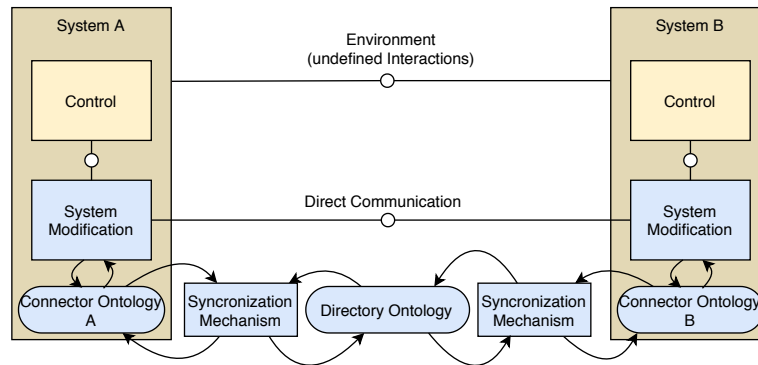 System A
Environment
(undefined Interactions)
System B
Control
Control
System
Modification
Direct Communication
System
Modification
Connector Ontology
A
Syncronization
Mechanism
Directory Ontology
Syncronization
Mechanism
Connector Ontology
B